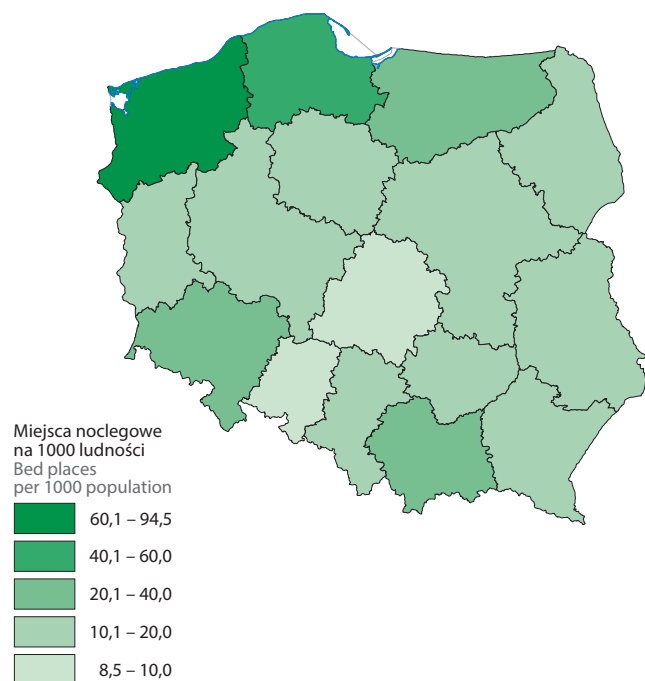 Miejsca noclegowe
na 1000 ludności
Bed places
per 1000 population
60,1 – 94,5
40,1 – 60,0
20,1 – 40,0
10,1 – 20,0
8,5 – 10,0